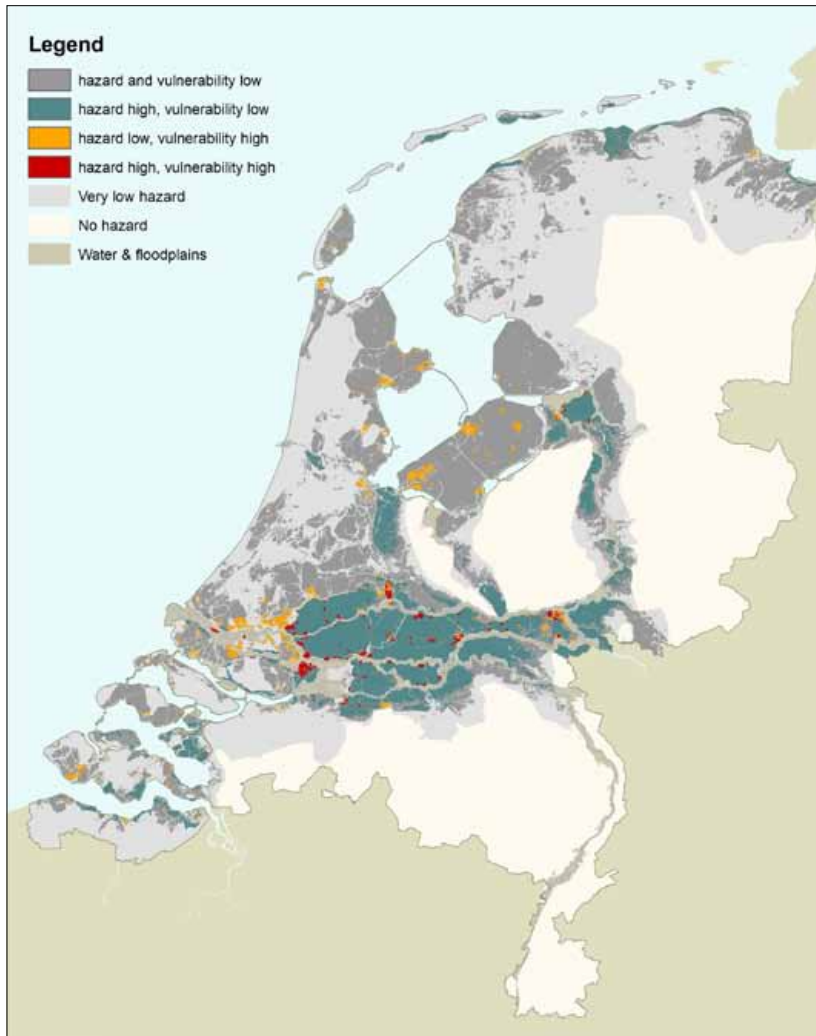 Legend
hazard and vulnerability low
hazard high, vulnerability low
hazard low, vulnerability high
hazard high, vulnerability high
Very low hazard
No hazard
Water & floodplains